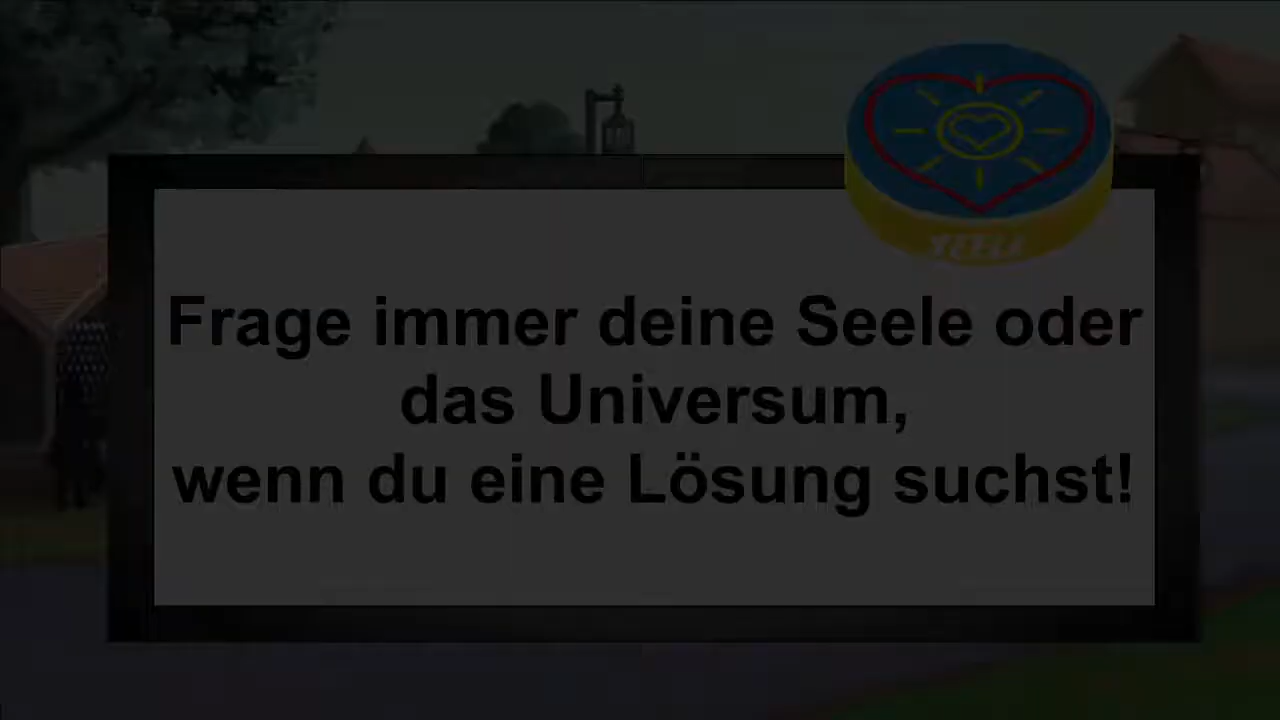 Frage immer deine Seele oder
das Universum,
wenn du eine Lösung suchst!